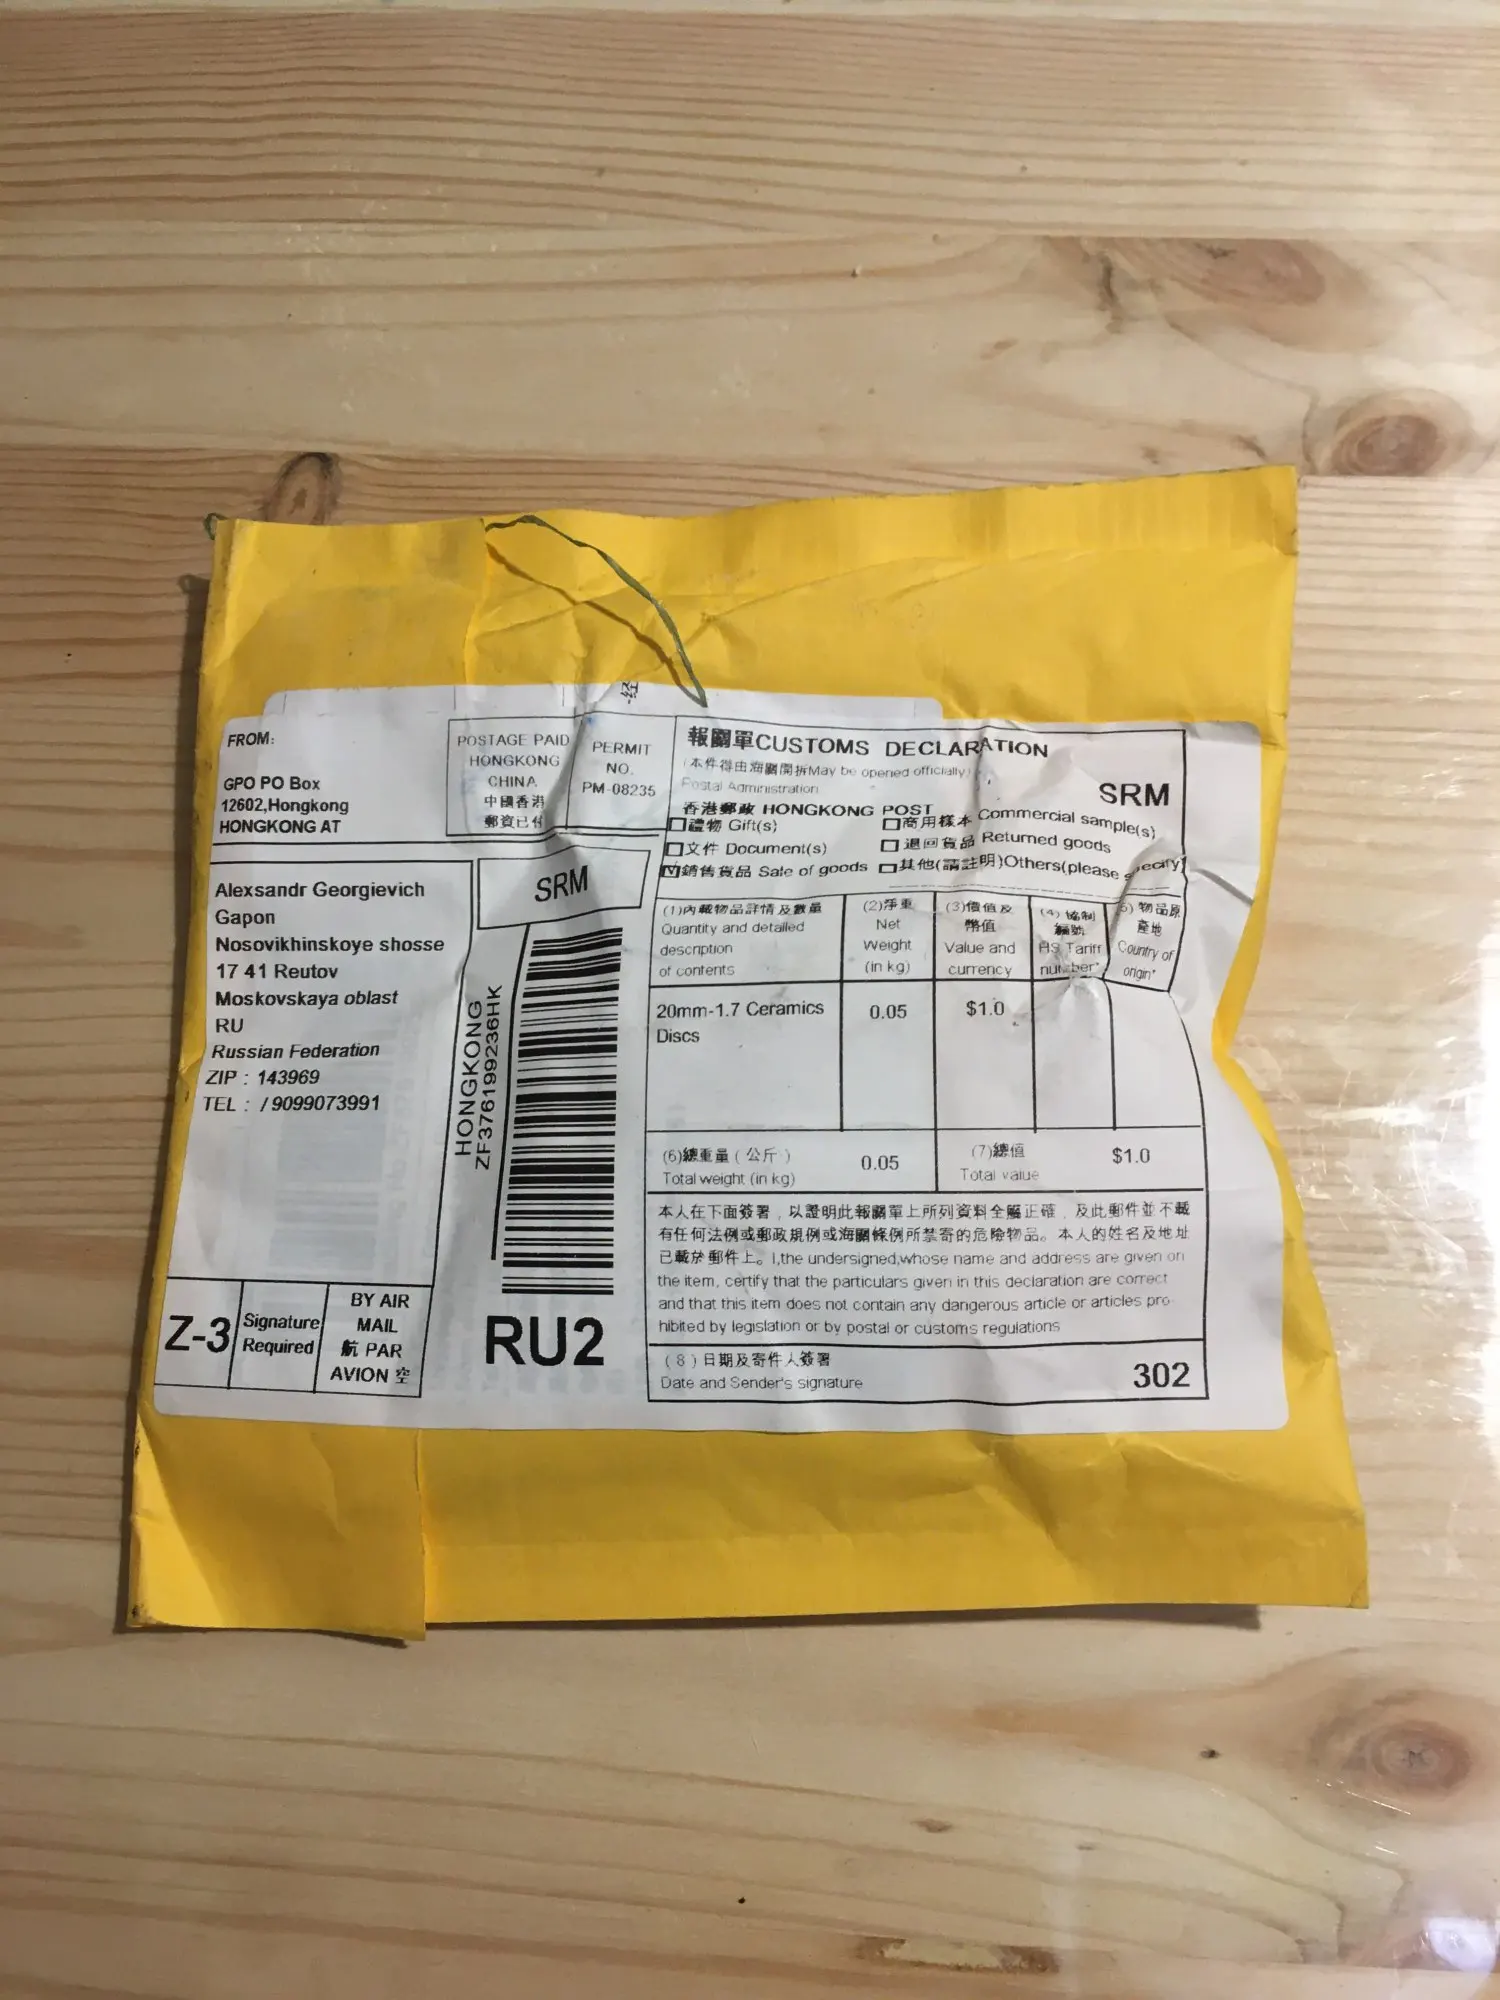 经
FROM:
GPO PO Box
12602,Hongkong
HONGKONG AT
POSTAGE PAID
HONGKONG
CHINA
中國香港
郵資已付
PERMIT
NO.
PM-08235
報關單CUSTOMS DECLARATION
(本件得由海關開拆May be opened officially)
Postal Administration
SRM
香港郵政 HONGKONG POST
禮物 Gift(s)
商用樣本 Commercial sample(s)
文件 Document(s)
退回貨品 Returned goods
銷售貨品 Sale of goods
其他(請註明)Others(please specify)
Alexsandr Georgievich
Gapon
Nosovikhinskoye shosse
17 41 Reutov
Moskovskaya oblast
RU
Russian Federation
ZIP : 143969
TEL : /9099073991
SRM
HONGKONG
ZF376199236HK
RU2
Z-3
Signature
Required
BY AIR
MAIL
航 PAR
AVION 空
(1)內載物品詳情及數量
Quantity and detailed
description
of contents
(2)淨重
Net
Weight
(in kg)
(3)價值及
幣值
Value and
currency
(4) 協制
編號
HS Tariff
number*
(5) 物品原
產地
Country of
origin*
20mm-1.7 Ceramics
Discs
0.05
$1.0
(6)總重量(公斤)
Total weight (in kg)
0.05
(7)總值
Total value
$1.0
本人在下面簽署,以證明此報關單上所列資料全屬正確,及此郵件並不載
有任何法例或郵政規例或海關條例所禁寄的危險物品。本人的姓名及地址
已載於郵件上。I,the undersigned,whose name and address are given on
the item, certify that the particulars given in this declaration are correct
and that this item does not contain any dangerous article or articles pro-
hibited by legislation or by postal or customs regulations
(8)日期及寄件人簽署
Date and Sender's signature
302